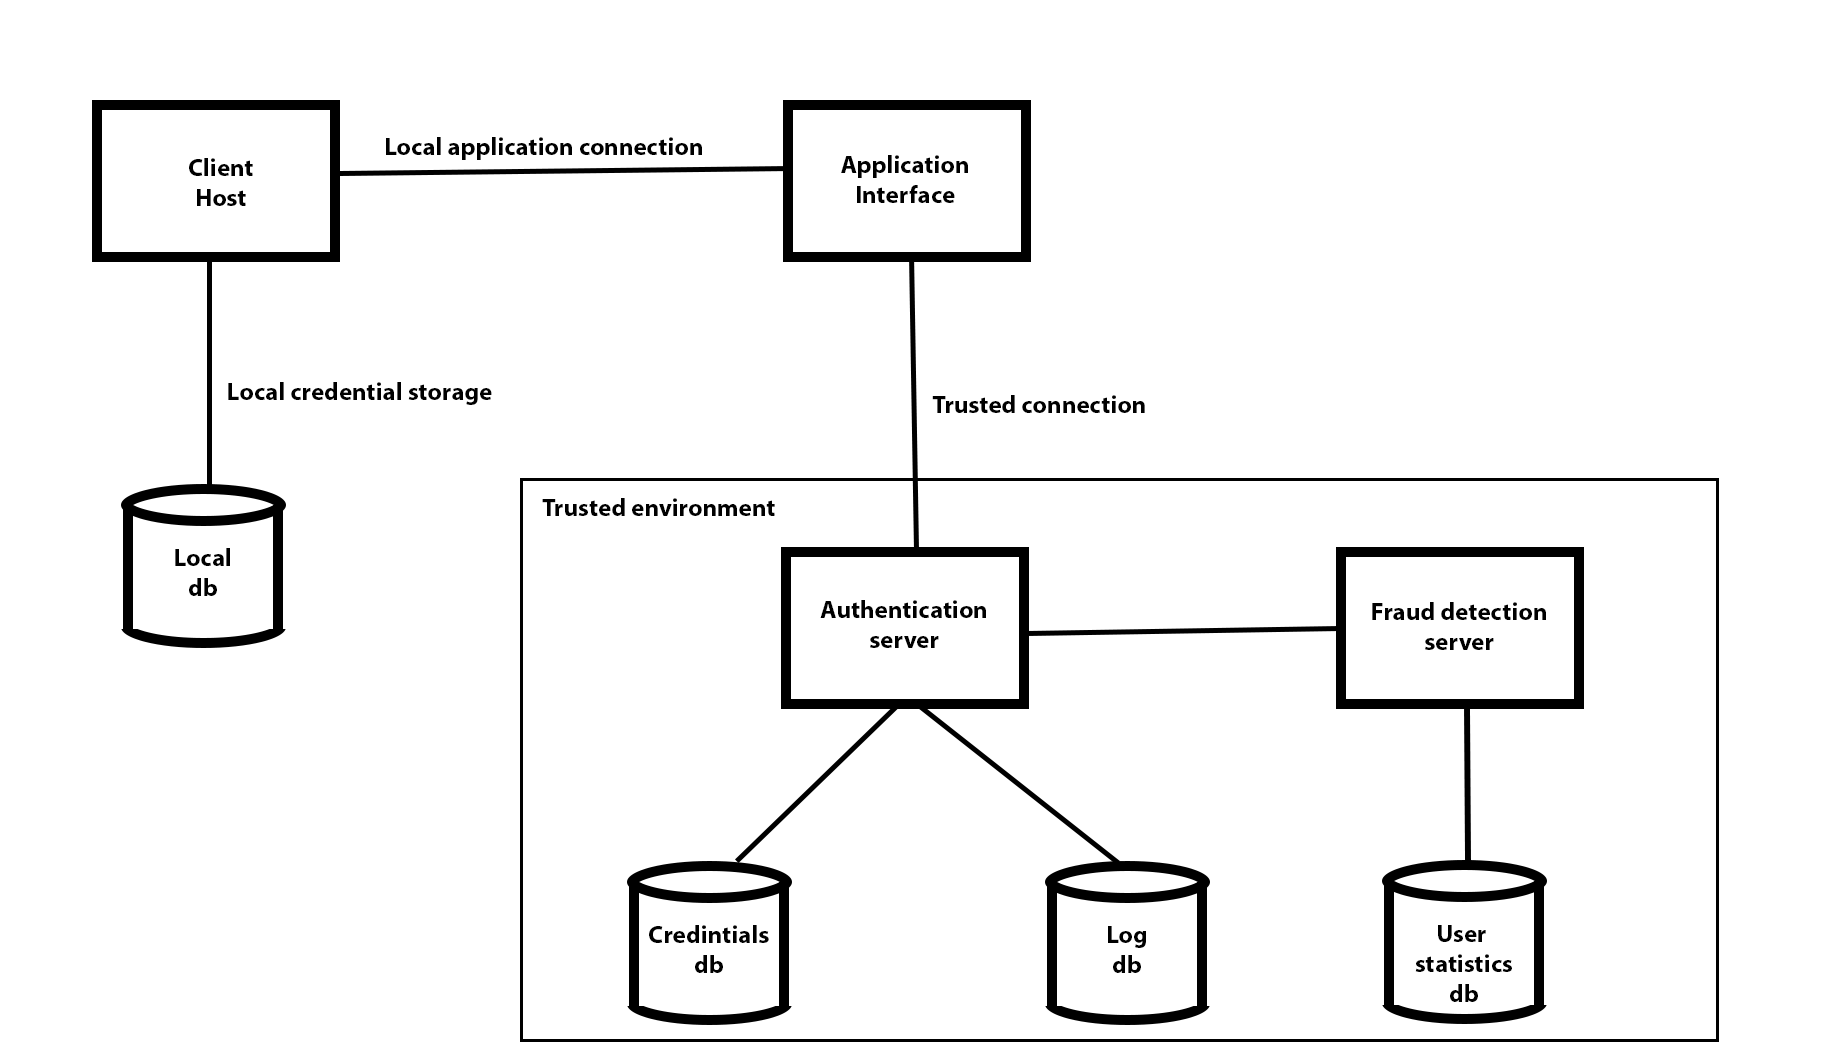 Client
Host
Local application connection
Application
Interface
Local credential storage
Trusted connection
Local
db
Trusted environment
Authentication
server
Fraud detection
server
Credintials
db
Log
db
User
statistics
db